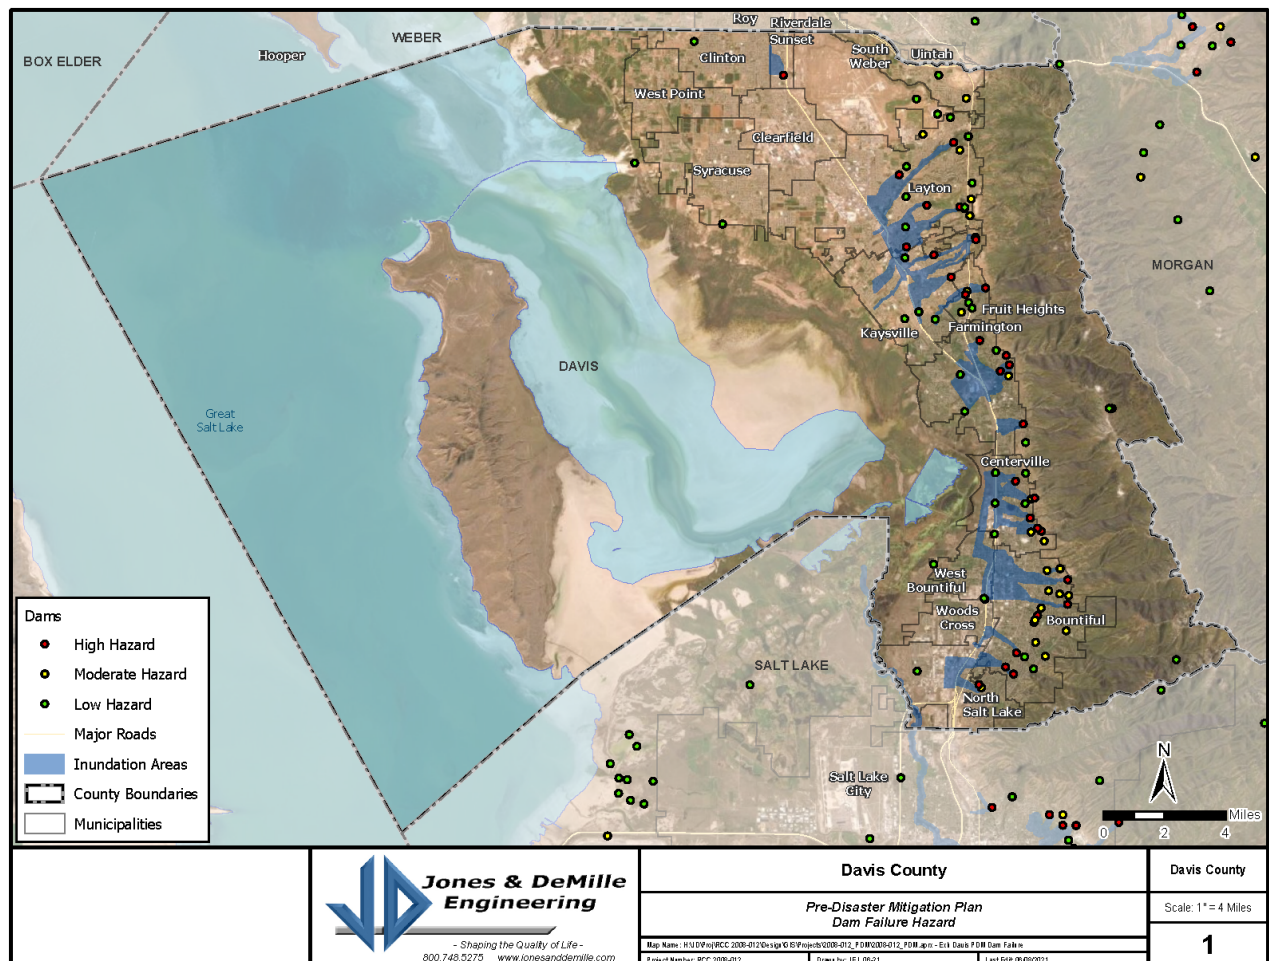 Roy
Riverdale
WEBER
Sunset
Hooper
BOX ELDER
Clinton
South
Weber
Uintah
West Point
Clearfield
Syracuse
Layton
MORGAN
Fruit Heights
Farmington
Kaysville
DAVIS
Great
Salt Lake
Centerville
West
Bountiful
Woods
Cross
Bountiful
SALT LAKE
North
Salt Lake
Salt Lake
City
Dams
High Hazard
Moderate Hazard
Low Hazard
Major Roads
Inundation Areas
County Boundaries
Municipalities
N
Miles
0 2 4
Jones & DeMille
Engineering
- Shaping the Quality of Life -
800.748.5275 www.jonesanddemille.com
Davis County
Pre-Disaster Mitigation Plan
Dam Failure Hazard
Davis County
Scale: 1" = 4 Miles
1